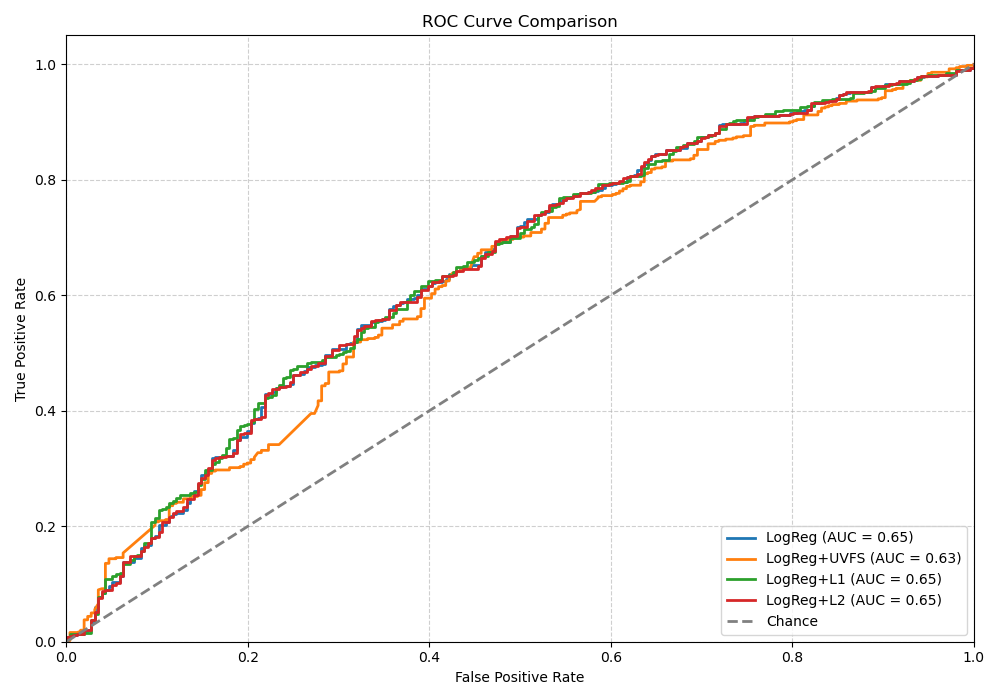 ROC Curve Comparison
True Positive Rate
1.0
0.8
0.6
0.4
0.2
0.0
0.0 0.2 0.4 0.6 0.8 1.0
False Positive Rate
LogReg (AUC = 0.65)
LogReg+UVFS (AUC = 0.63)
LogReg+L1 (AUC = 0.65)
LogReg+L2 (AUC = 0.65)
Chance